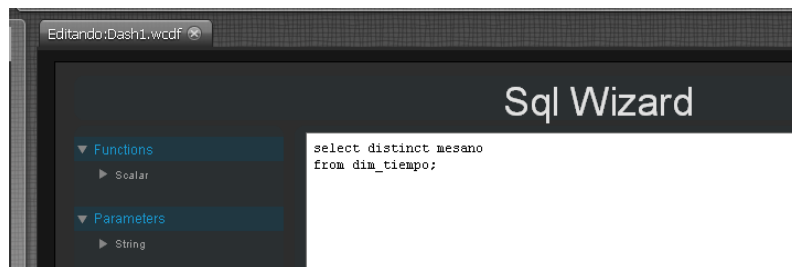 Editando:Dash1.wcdf
Sql Wizard
Functions
Scalar
Parameters
String
select distinct mesano
from dim_tiempo;